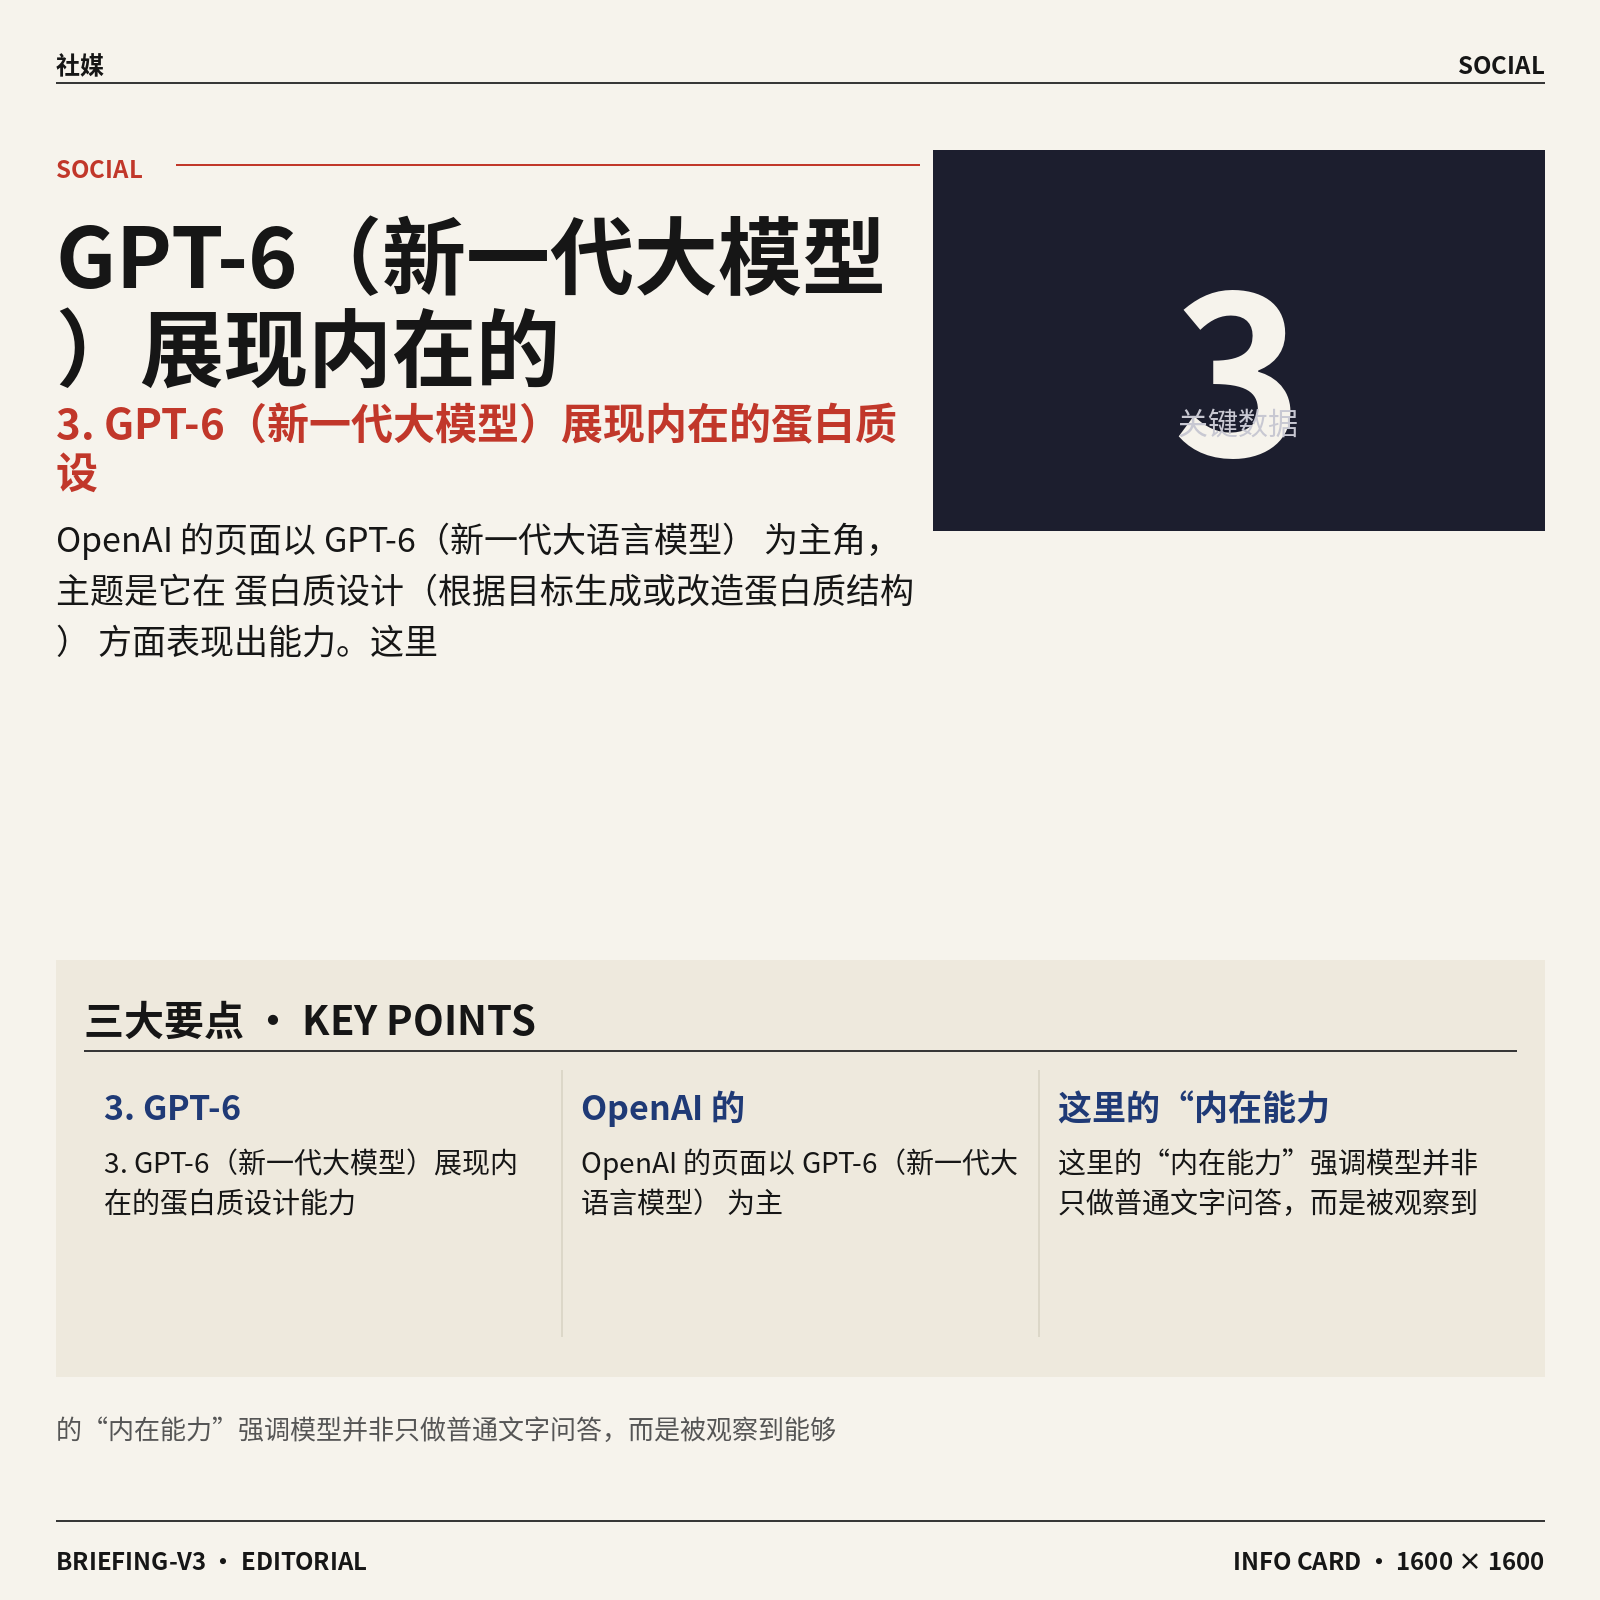 社媒
SOCIAL
SOCIAL
GPT-6（新一代大模型
）展现内在的
3. GPT-6（新一代大模型）展现内在的蛋白质
设
OpenAI 的页面以 GPT-6（新一代大语言模型） 为主角，
主题是它在 蛋白质设计（根据目标生成或改造蛋白质结构
） 方面表现出能力。这里
3
关键数据
三大要点 · KEY POINTS
3. GPT-6
3. GPT-6（新一代大模型）展现内
在的蛋白质设计能力
OpenAI 的
OpenAI 的页面以 GPT-6（新一代大
语言模型） 为主
这里的“内在能力
这里的“内在能力”强调模型并非
只做普通文字问答，而是被观察到
的“内在能力”强调模型并非只做普通文字问答，而是被观察到能够
BRIEFING-V3 · EDITORIAL
INFO CARD · 1600 × 1600